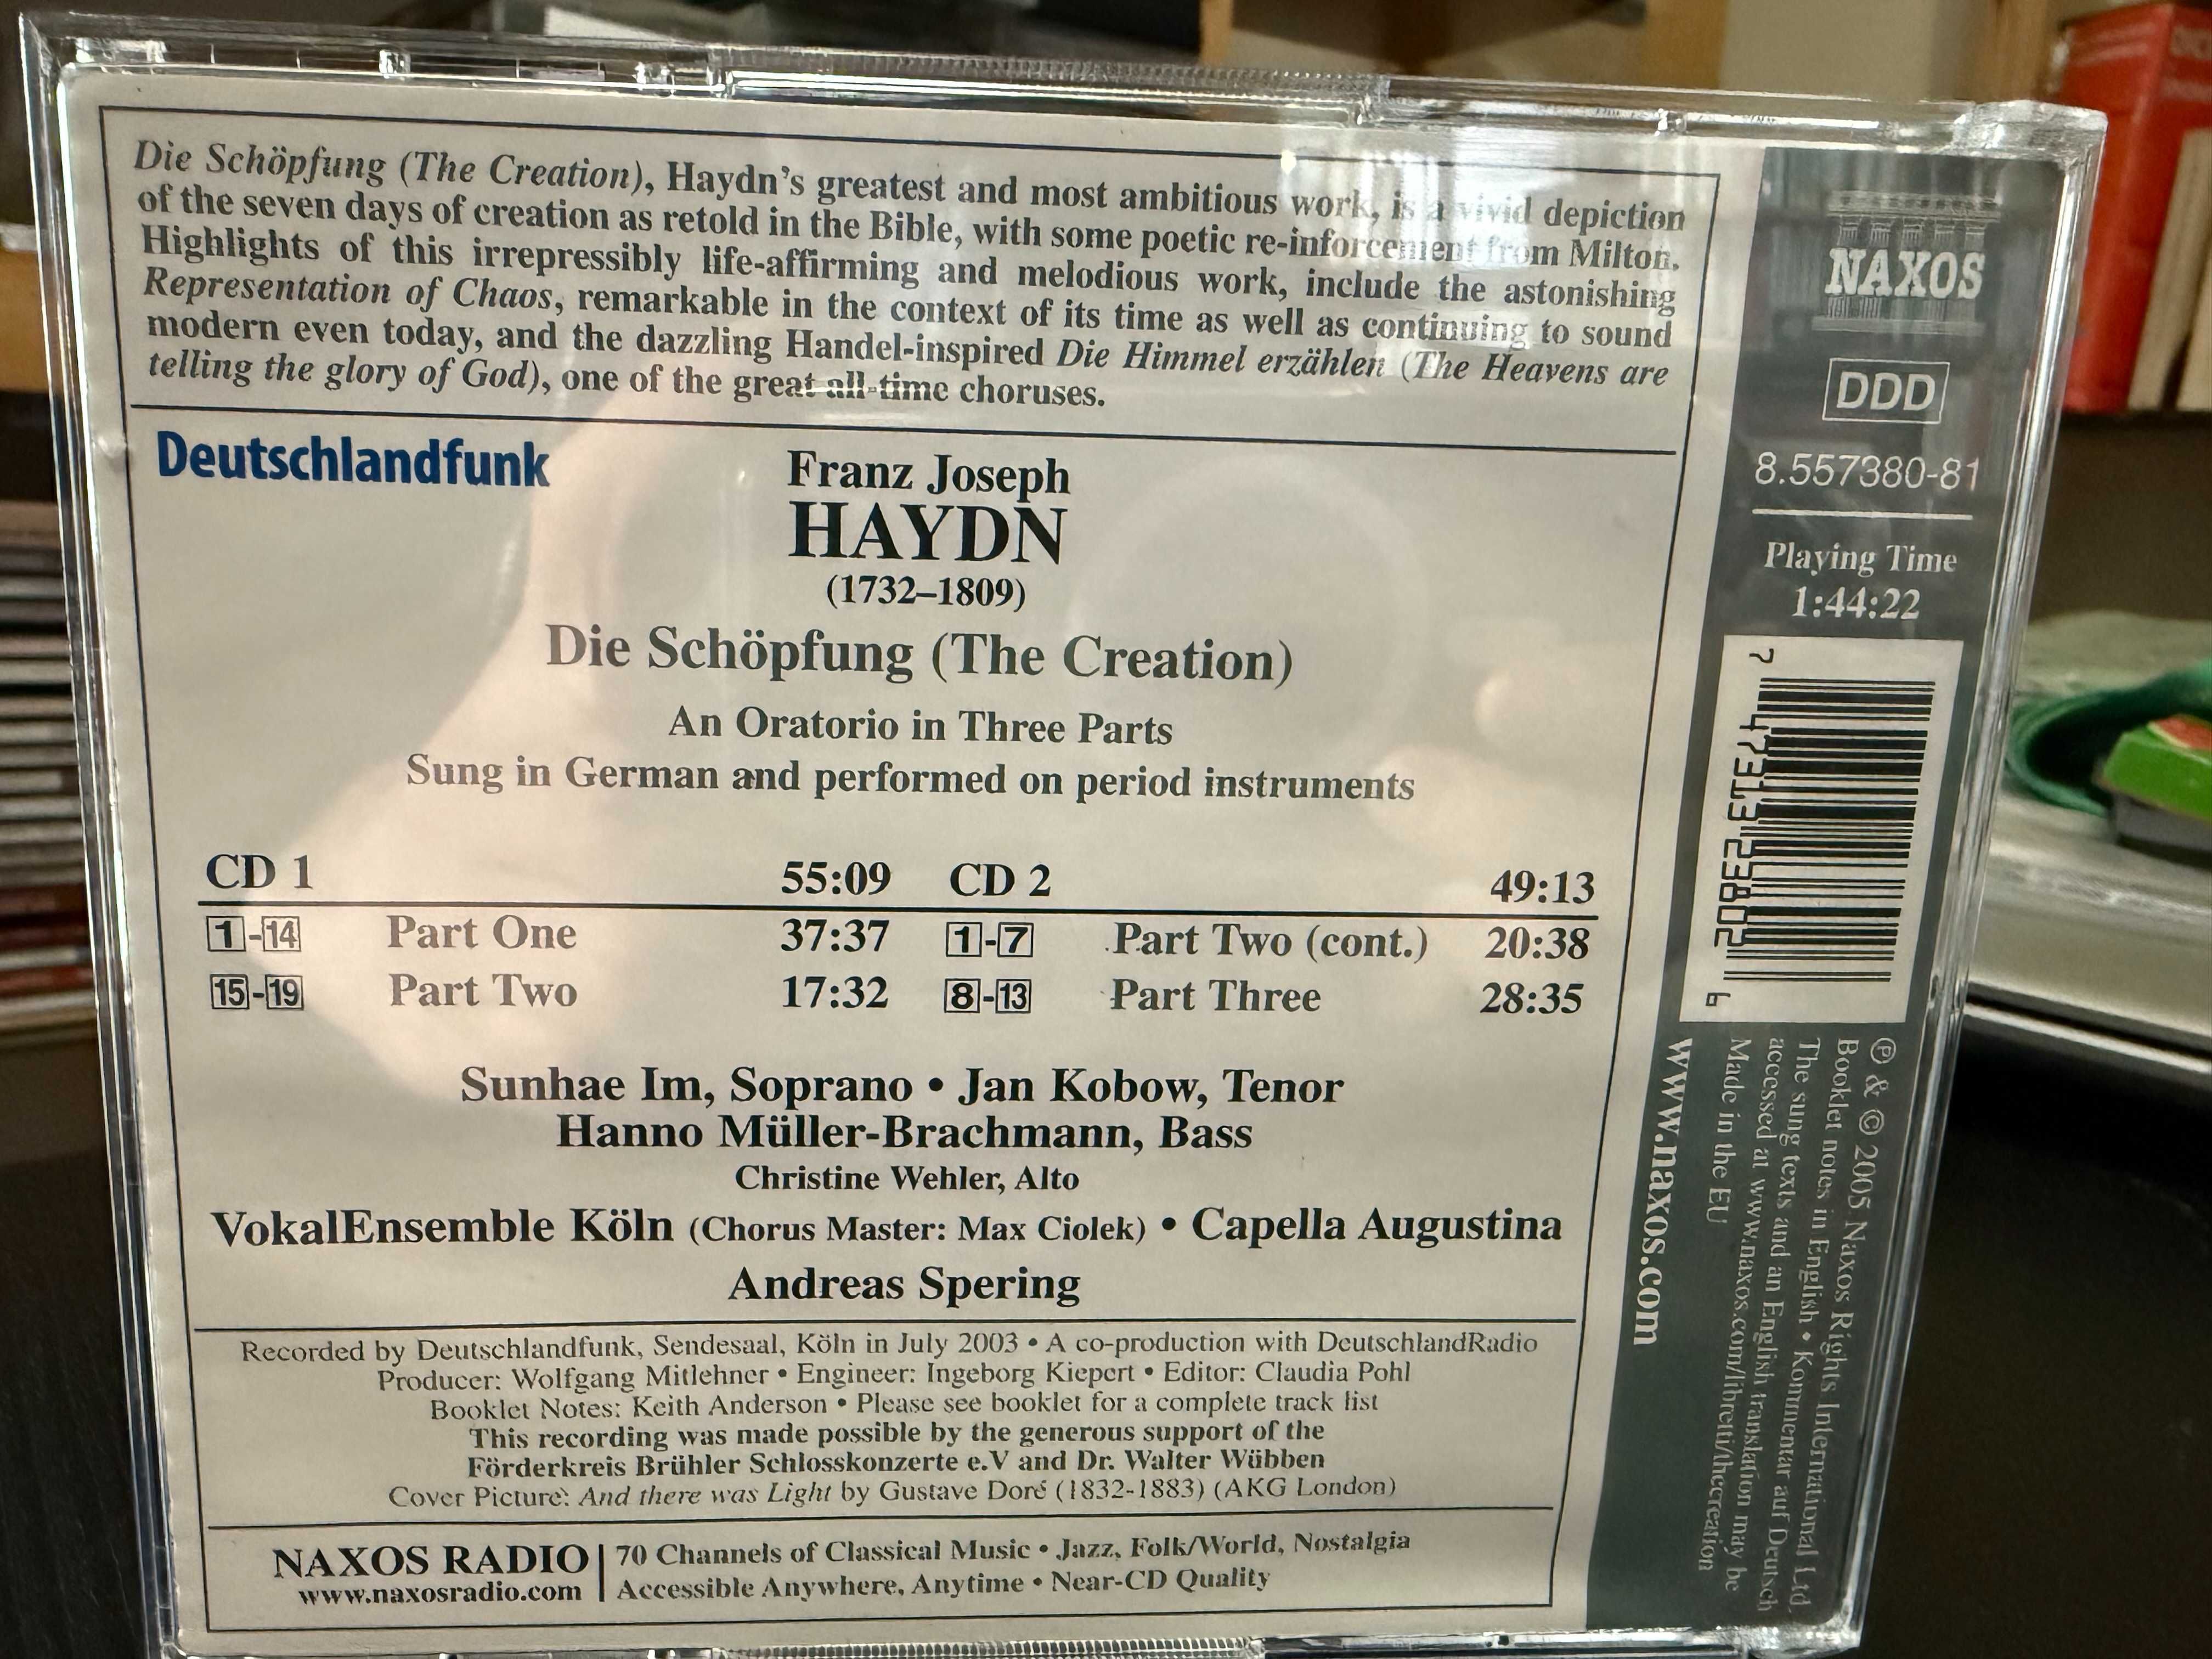 Die Schöpfung (The Creation), Haydn's greatest and most ambitious work, is a vivid depiction
of the seven days of creation as retold in the Bible, with some poetic re-inforcement from Milton.
Highlights of this irrepressibly life-affirming and melodious work, include the astonishing
Representation of Chaos, remarkable in the context of its time as well as continuing to sound
modern even today, and the dazzling Handel-inspired Die Himmel erzählen (The Heavens are
telling the glory of God), one of the great all-time choruses.
Deutschlandfunk
Franz Joseph
HAYDN
(1732–1809)
Die Schöpfung (The Creation)
An Oratorio in Three Parts
Sung in German and performed on period instruments
CD 1 55:09 CD 2 49:13
1-14 Part One 37:37 1-7 Part Two (cont.) 20:38
15-19 Part Two 17:32 8-13 Part Three 28:35
Sunhae Im, Soprano • Jan Kobow, Tenor
Hanno Müller-Brachmann, Bass
Christine Wehler, Alto
VokalEnsemble Köln (Chorus Master: Max Ciolek) • Capella Augustina
Andreas Spering
Recorded by Deutschlandfunk, Sendesaal, Köln in July 2003 • A co-production with DeutschlandRadio
Producer: Wolfgang Mitlehner • Engineer: Ingeborg Kiepert • Editor: Claudia Pohl
Booklet Notes: Keith Anderson • Please see booklet for a complete track list
This recording was made possible by the generous support of the
Förderkreis Brühler Schlosskonzerte e.V and Dr. Walter Wübben
Cover Picture: And there was Light by Gustave Doré (1832-1883) (AKG London)
NAXOS RADIO
www.naxosradio.com
70 Channels of Classical Music • Jazz, Folk/World, Nostalgia
Accessible Anywhere, Anytime • Near-CD Quality
NAXOS
DDD
8.557380-81
Playing Time
1:44:22
7 47313 23802 6
℗ & © 2005 Naxos Rights International Ltd.
Booklet notes in English • Kommentar auf Deutsch
The sung texts and an English translation may be
accessed at www.naxos.com/libretti/thecreation
Made in the EU
www.naxos.com